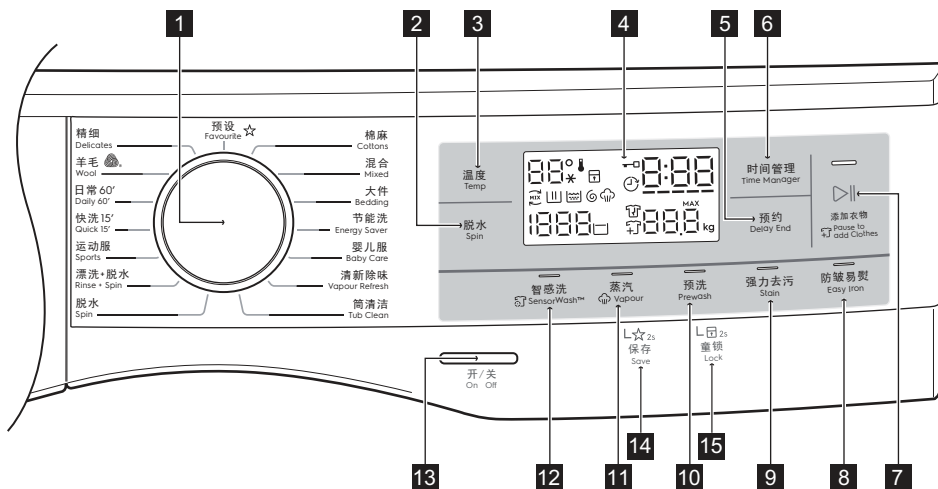 1
2
3
4
5
6
预设
Favourite
精细
Delicates
羊毛
Wool
日常 60'
Daily 60'
快洗 15'
Quick 15'
运动服
Sports
漂洗+脱水
Rinse + Spin
脱水
Spin
棉麻
Cottons
混合
Mixed
大件
Bedding
节能洗
Energy Saver
婴儿服
Baby Care
清新除味
Vapour Refresh
筒清洁
Tub Clean
温度
Temp
脱水
Spin
88°
8:88
MIX
1888
MAX
88.8 kg
时间管理
Time Manager
预约
Delay End
添加衣物
Pause to
add Clothes
智感洗
SensorWash™
蒸汽
Vapour
预洗
Prewash
强力去污
Stain
防皱易熨
Easy Iron
2s
保存
Save
2s
童锁
Lock
开/关
On Off
13
12
14
11
10
15
9
8
7